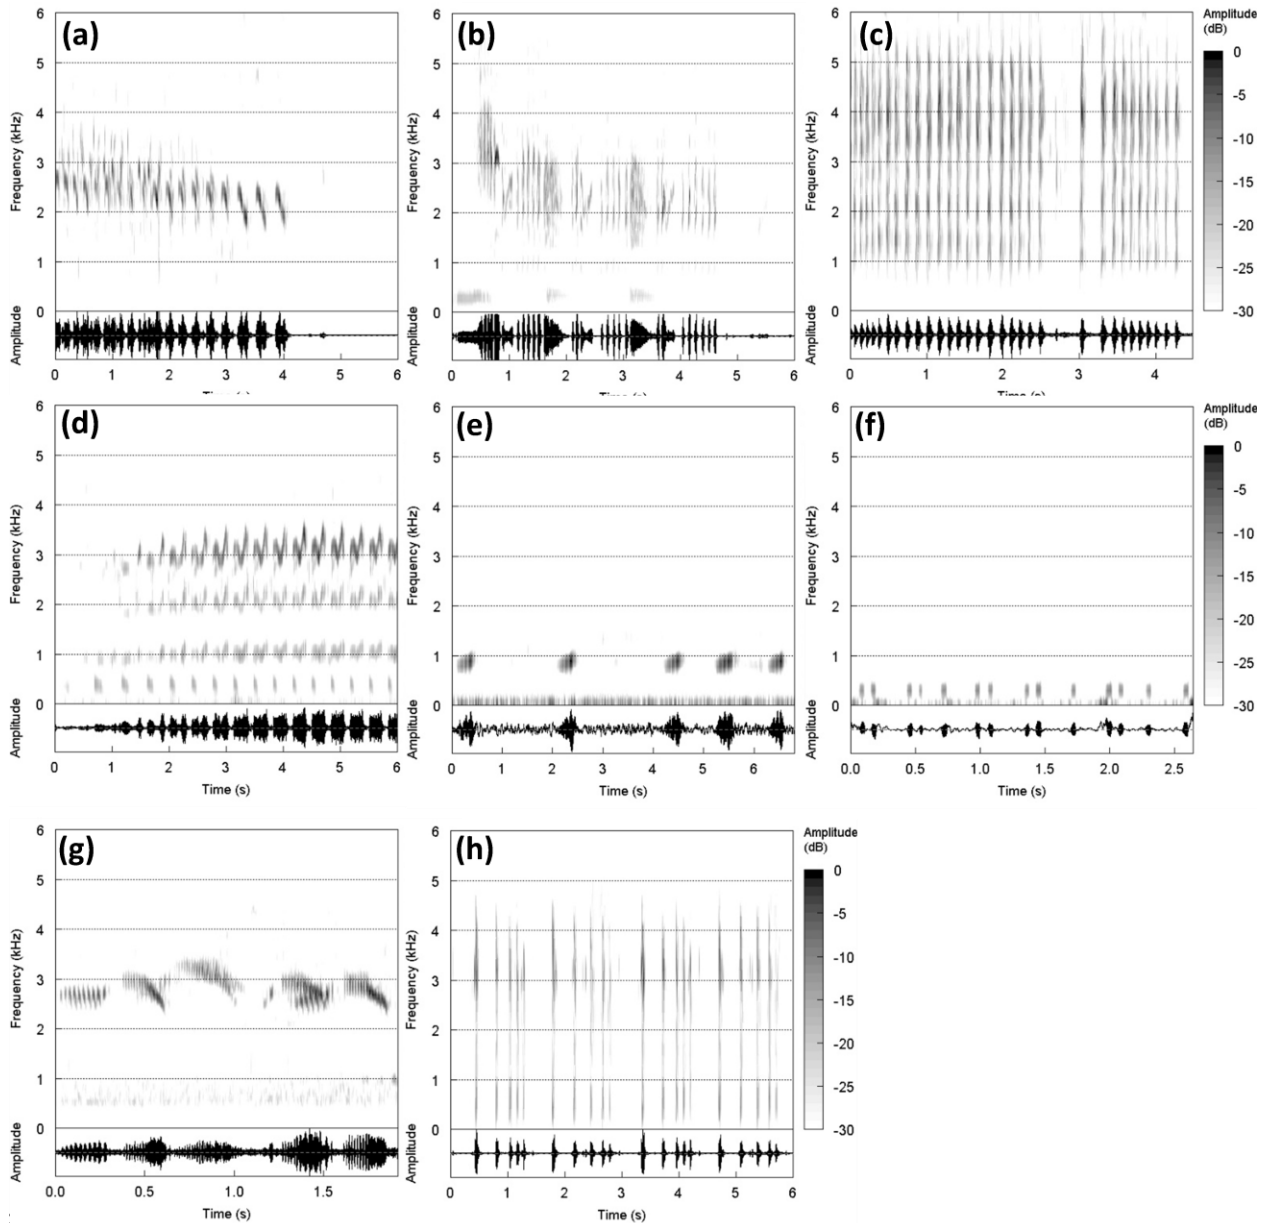 (a)
6
5
4
3
2
1
0
Frequency (kHz)
Amplitude
0 1 2 3 4 5 6
(b)
6
5
4
3
2
1
0
Frequency (kHz)
Amplitude
0 1 2 3 4 5 6
(c)
6
5
4
3
2
1
0
Frequency (kHz)
Amplitude
0 1 2 3 4
Amplitude
(dB)
0
-5
-10
-15
-20
-25
-30
(d)
6
5
4
3
2
1
0
Frequency (kHz)
Amplitude
0 1 2 3 4 5 6
Time (s)
(e)
6
5
4
3
2
1
0
Frequency (kHz)
Amplitude
0 1 2 3 4 5 6
Time (s)
(f)
6
5
4
3
2
1
0
Frequency (kHz)
Amplitude
0.0 0.5 1.0 1.5 2.0 2.5
Time (s)
Amplitude
(dB)
0
-5
-10
-15
-20
-25
-30
(g)
6
5
4
3
2
1
0
Frequency (kHz)
Amplitude
0.0 0.5 1.0 1.5
Time (s)
(h)
6
5
4
3
2
1
0
Frequency (kHz)
Amplitude
0 1 2 3 4 5 6
Time (s)
Amplitude
(dB)
0
-5
-10
-15
-20
-25
-30